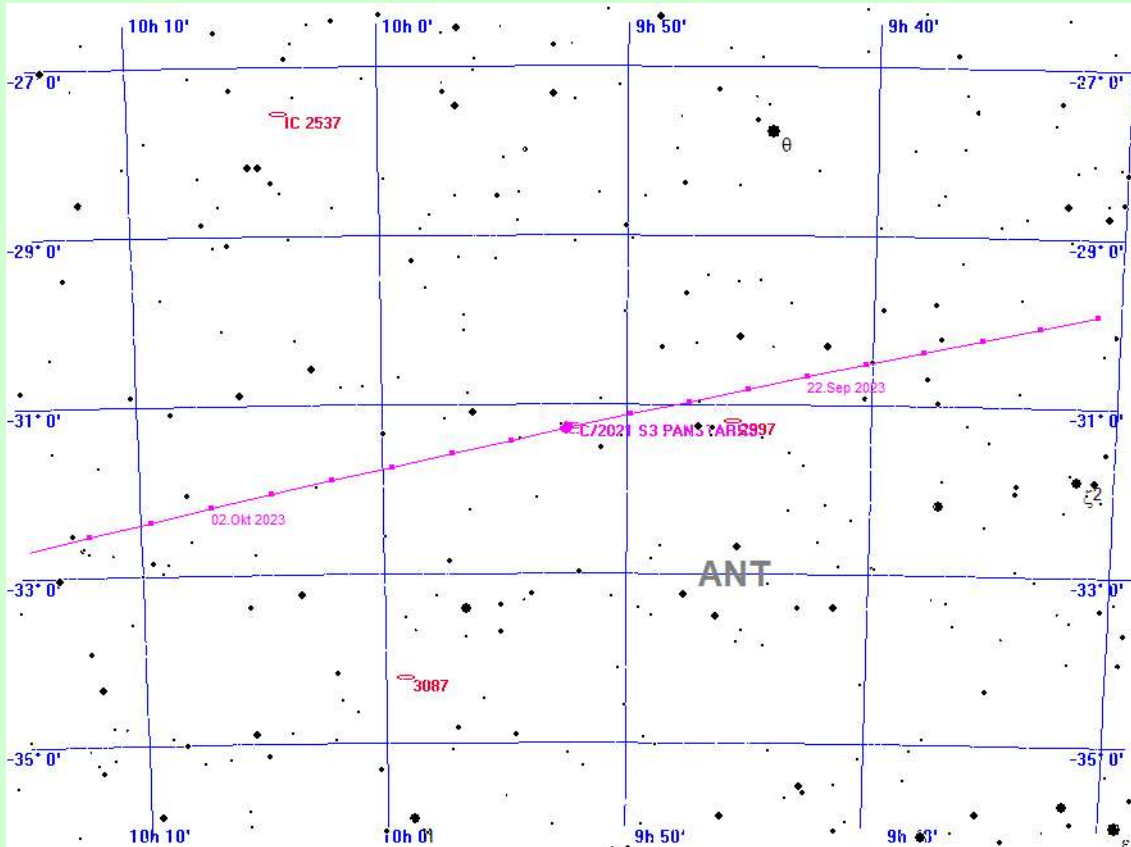 10h 10' 10h 0' 9h 50' 9h 40'
-27° 0' -27° 0'
IC 2537
θ
-29° 0' -29° 0'
22.Sep 2023
-31° 0' -31° 0'
C/2021 S3 PANSTARRS 2997
ζ2
02.Okt 2023
ANT
-33° 0' -33° 0'
3087
-35° 0' -35° 0'
10h 10' 10h 0' 9h 50' 9h